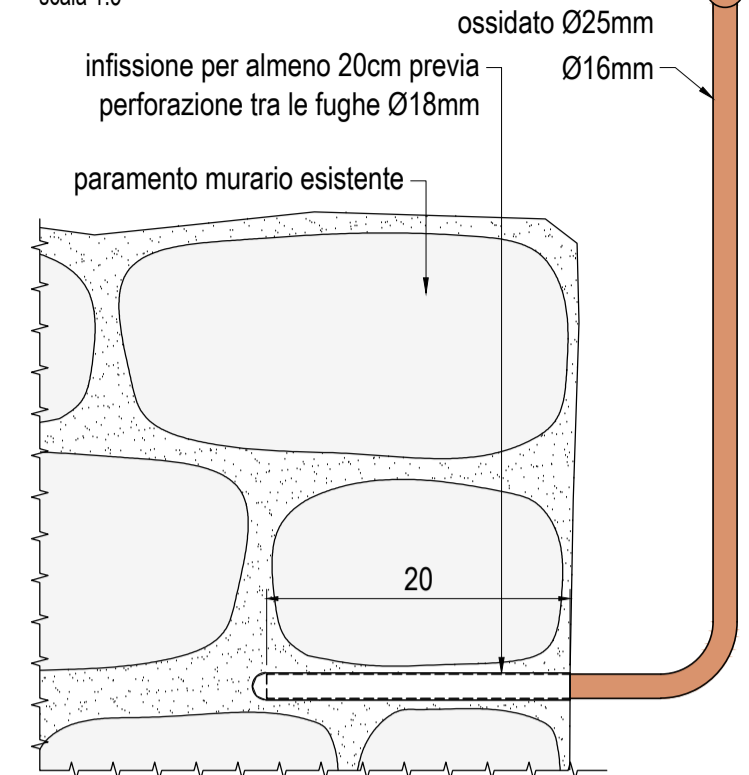 ossidato Ø25mm
infissione per almeno 20cm previa
perforazione tra le fughe Ø18mm
Ø16mm
paramento murario esistente
20